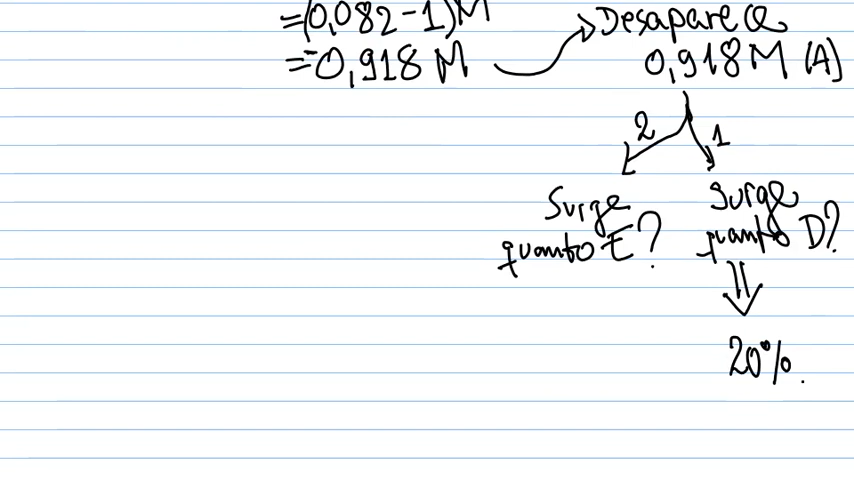 =(0,082-1)M
=-0,918 M
Desaparece
0,918 M (A)
2
1
Surge
quanto E?
Surge
quanto D?
20%.